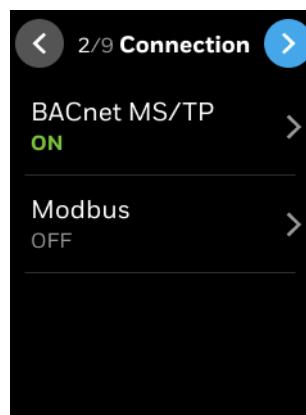 2/9 Connection
BACnet MS/TP
ON
Modbus
OFF